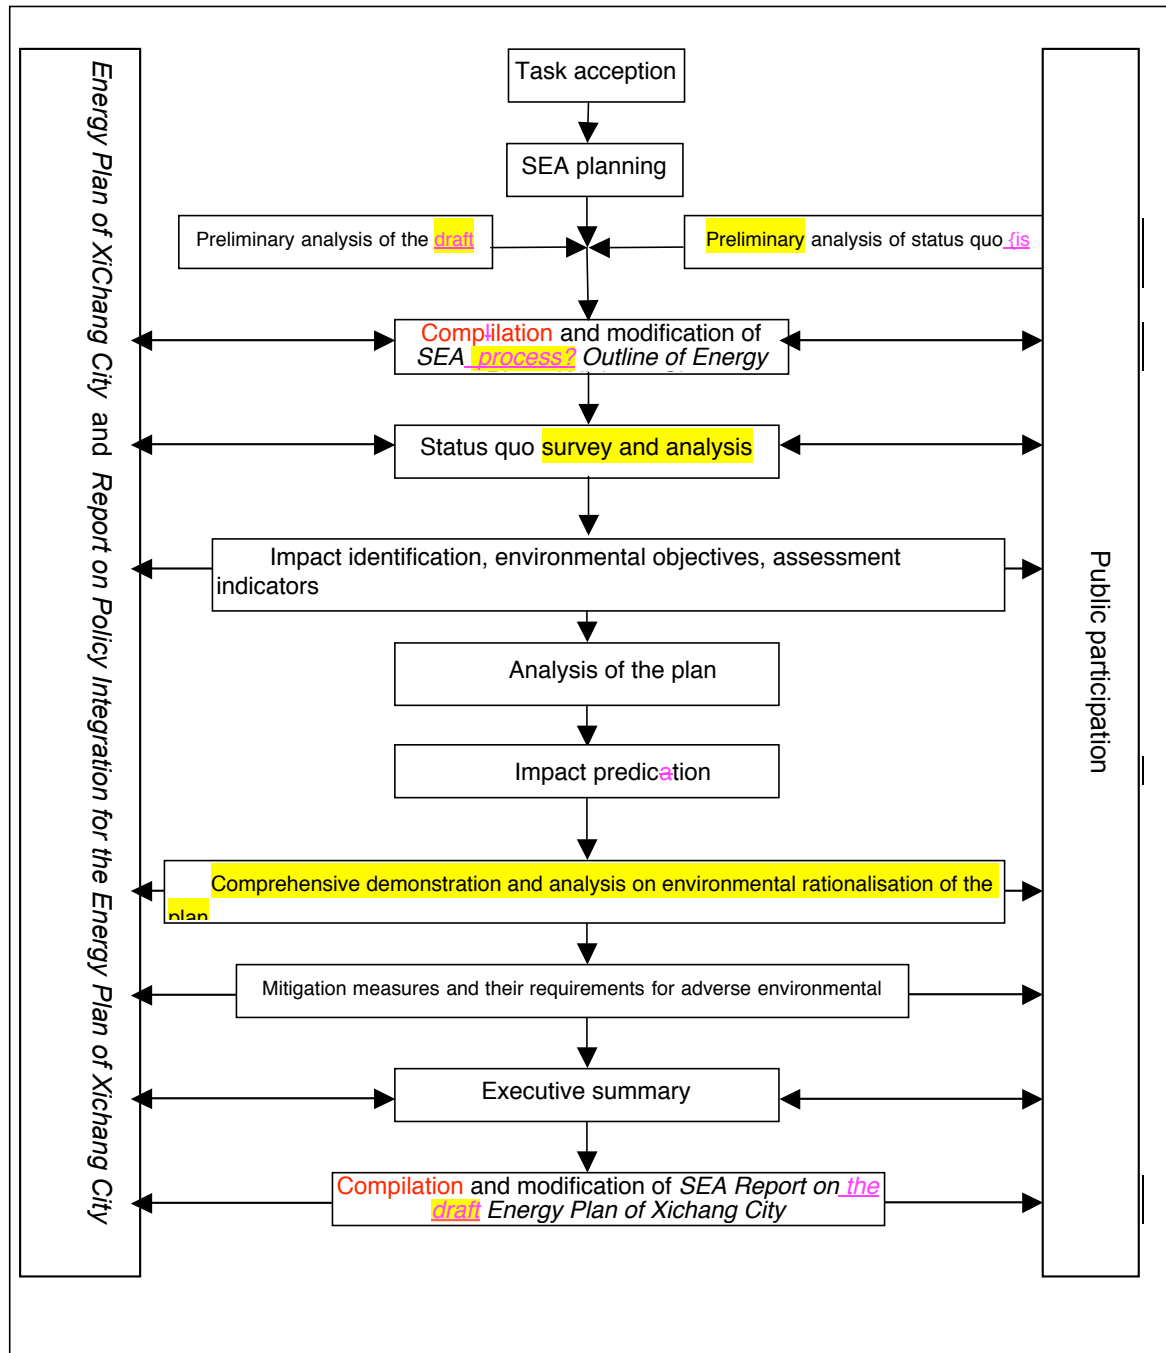 Task acception
SEA planning
Preliminary analysis of the draft
Preliminary analysis of status quo {is
Complilation and modification of
SEA process? Outline of Energy
Status quo survey and analysis
Impact identification, environmental objectives, assessment
indicators
Analysis of the plan
Impact predication
Comprehensive demonstration and analysis on environmental rationalisation of the
plan
Mitigation measures and their requirements for adverse environmental
Executive summary
Compilation and modification of SEA Report on the
draft Energy Plan of Xichang City
Energy Plan of XiChang City and Report on Policy Integration for the Energy Plan of Xichang City
Public participation